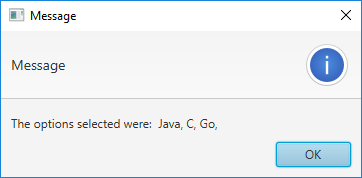 Message
Message
The options selected were:  Java, C, Go,
OK